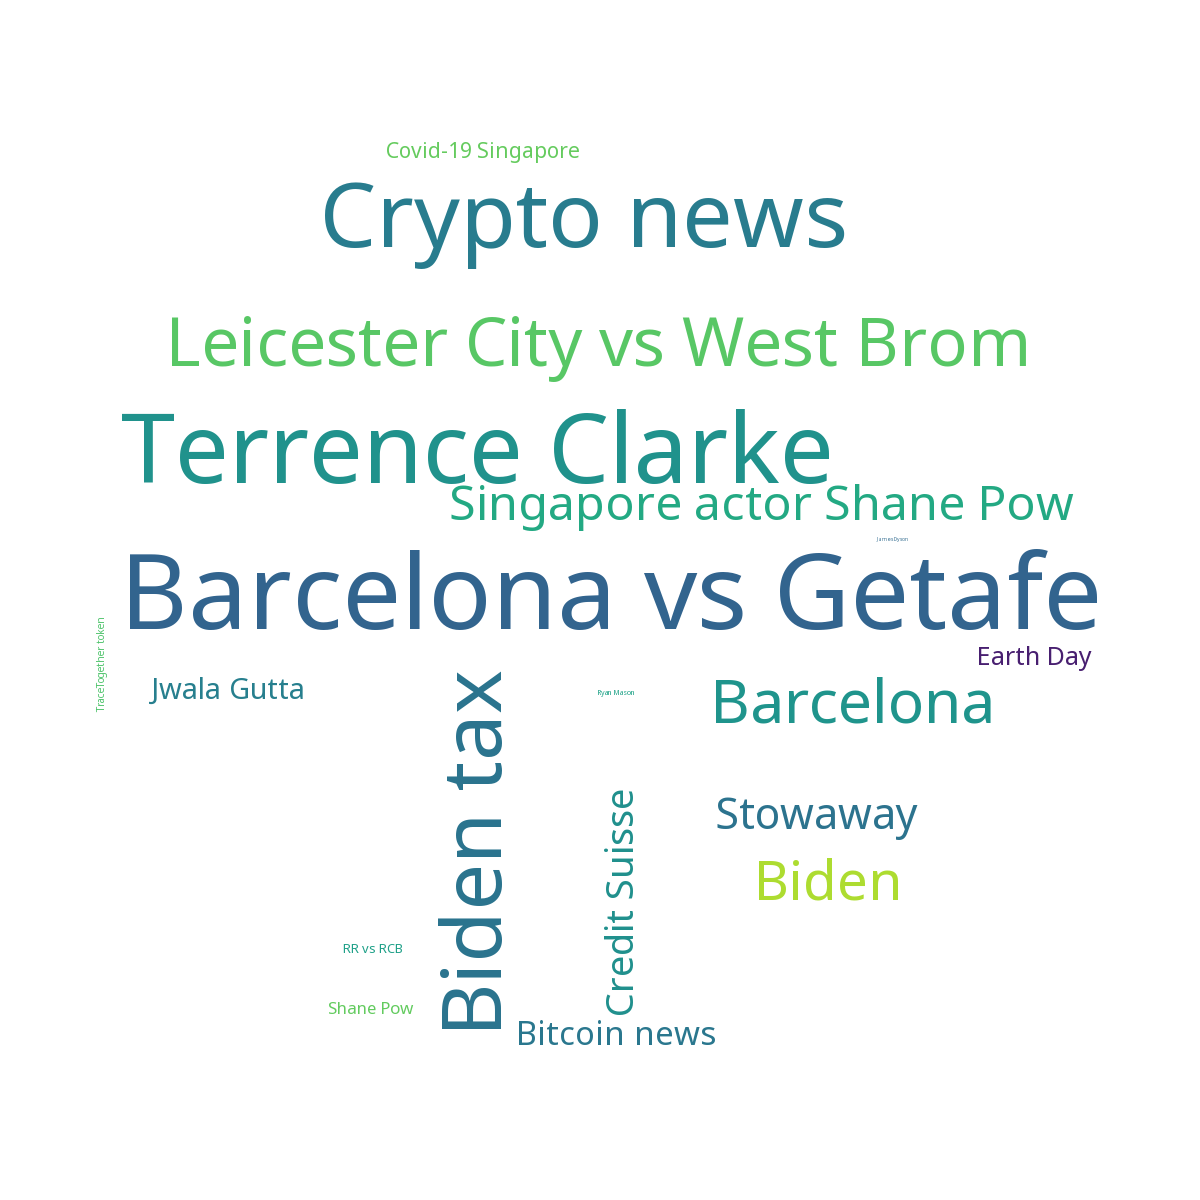 Covid-19 Singapore
Crypto news
Leicester City vs West Brom
Terrence Clarke
Singapore actor Shane Pow
JamesDyson
Barcelona vs Getafe
TraceTogether token
Earth Day
Jwala Gutta
Biden tax
Ryan Mason
Barcelona
Credit Suisse
Stowaway
Biden
RR vs RCB
Shane Pow
Bitcoin news